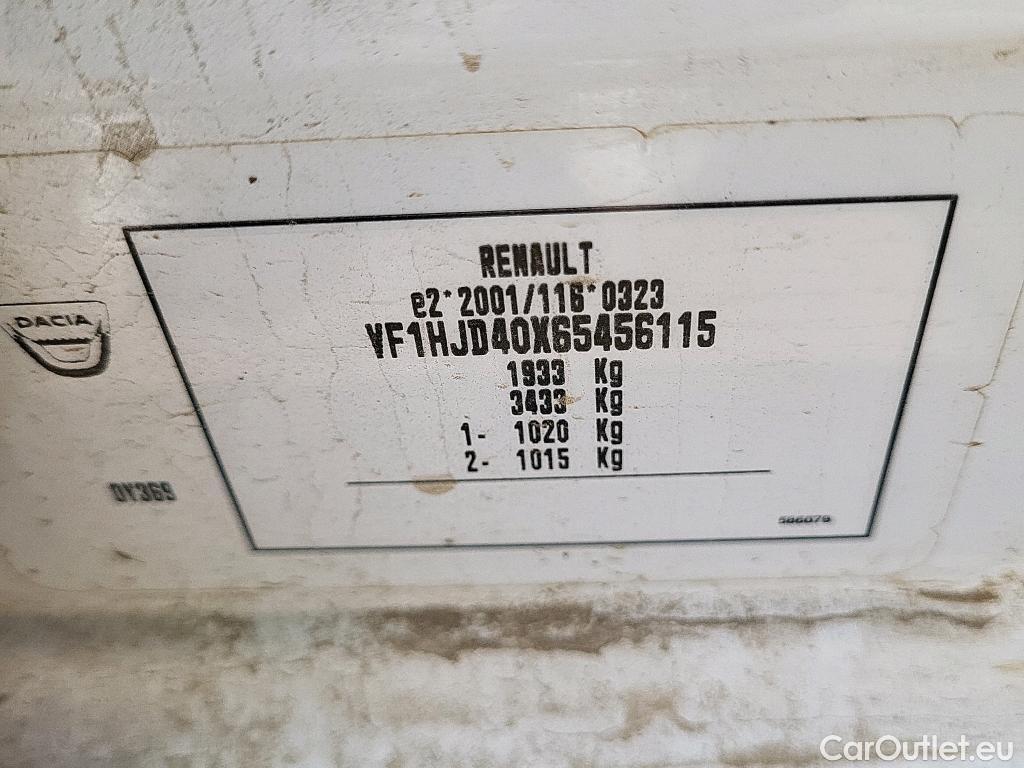 RENAULT
e2*2001/116*0323
VF1HJD40X65456115
1933 Kg
3433 Kg
1- 1020 Kg
2- 1015 Kg
DACIA
DY369
586079
CarOutlet.eu